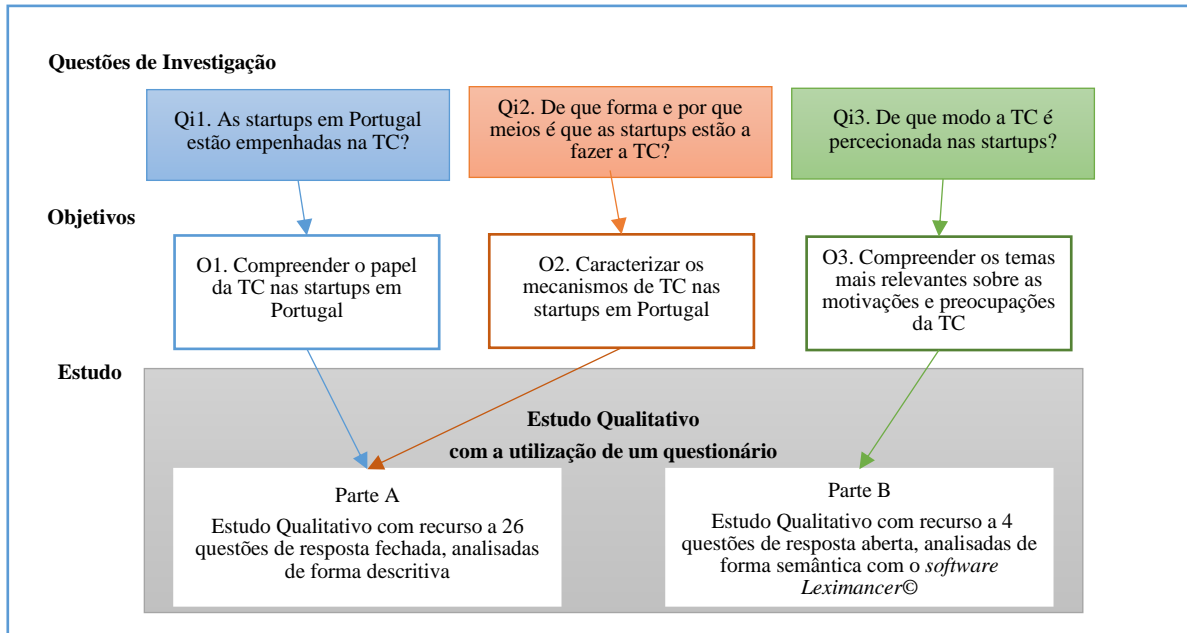 Questões de Investigação
Qi1. As startups em Portugal
estão empenhadas na TC?
Qi2. De que forma e por que
meios é que as startups estão a
fazer a TC?
Qi3. De que modo a TC é
percecionada nas startups?
Objetivos
O1. Compreender o papel
da TC nas startups em
Portugal
O2. Caracterizar os
mecanismos de TC nas
startups em Portugal
O3. Compreender os temas
mais relevantes sobre as
motivações e preocupações
da TC
Estudo
Estudo Qualitativo
com a utilização de um questionário
Parte A
Estudo Qualitativo com recurso a 26
questões de resposta fechada, analisadas
de forma descritiva
Parte B
Estudo Qualitativo com recurso a 4
questões de resposta aberta, analisadas de
forma semântica com o software
Leximancer©